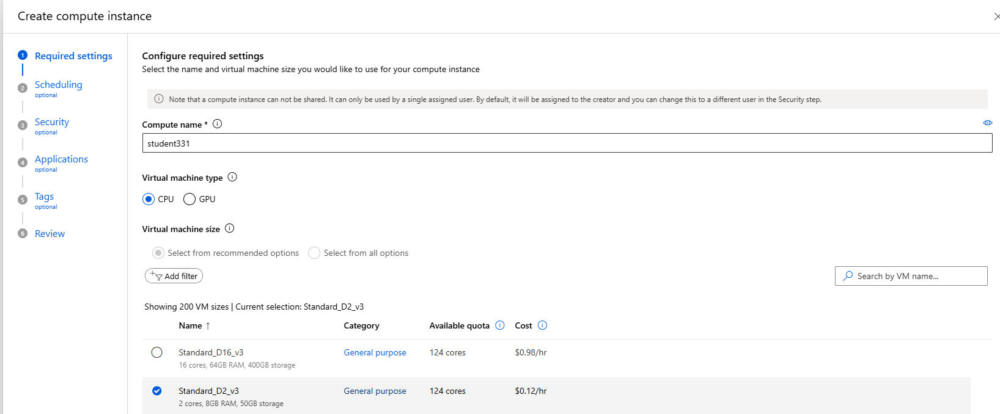 Create compute instance
1 Required settings
2 Scheduling
optional
3 Security
optional
4 Applications
optional
5 Tags
optional
6 Review
Configure required settings
Select the name and virtual machine size you would like to use for your compute instance
Note that a compute instance can not be shared. It can only be used by a single assigned user. By default, it will be assigned to the creator and you can change this to a different user in the Security step.
Compute name *
student331
Virtual machine type
CPU GPU
Virtual machine size
Select from recommended options Select from all options
Add filter Search by VM name...
Showing 200 VM sizes | Current selection: Standard_D2_v3
Name ↑ Category Available quota Cost
Standard_D16_v3 General purpose 124 cores $0.98/hr
16 cores, 64GB RAM, 400GB storage
Standard_D2_v3 General purpose 124 cores $0.12/hr
2 cores, 8GB RAM, 50GB storage